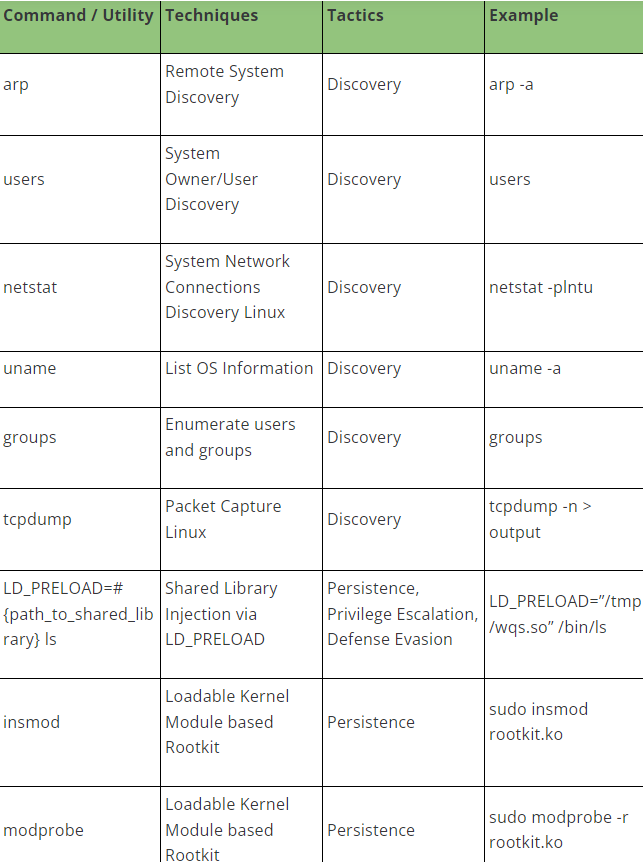 Command / Utility Techniques Tactics Example
arp
Remote System
Discovery
Discovery
arp -a
users
System
Owner/User
Discovery
Discovery
users
netstat
System Network
Connections
Discovery Linux
Discovery
netstat -plntu
uname
List OS Information
Discovery
uname -a
groups
Enumerate users
and groups
Discovery
groups
tcpdump
Packet Capture
Linux
Discovery
tcpdump -n >
output
LD_PRELOAD=#
{path_to_shared_lib
rary} ls
Shared Library
Injection via
LD_PRELOAD
Persistence,
Privilege Escalation,
Defense Evasion
LD_PRELOAD=”/tmp
/wqs.so” /bin/ls
insmod
Loadable Kernel
Module based
Rootkit
Persistence
sudo insmod
rootkit.ko
modprobe
Loadable Kernel
Module based
Rootkit
Persistence
sudo modprobe -r
rootkit.ko